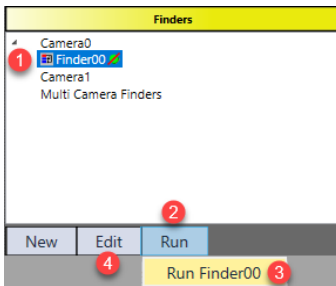 Finders
Camera0
1 Finder00
Camera1
Multi Camera Finders
2
New Edit Run
4
Run Finder00 3